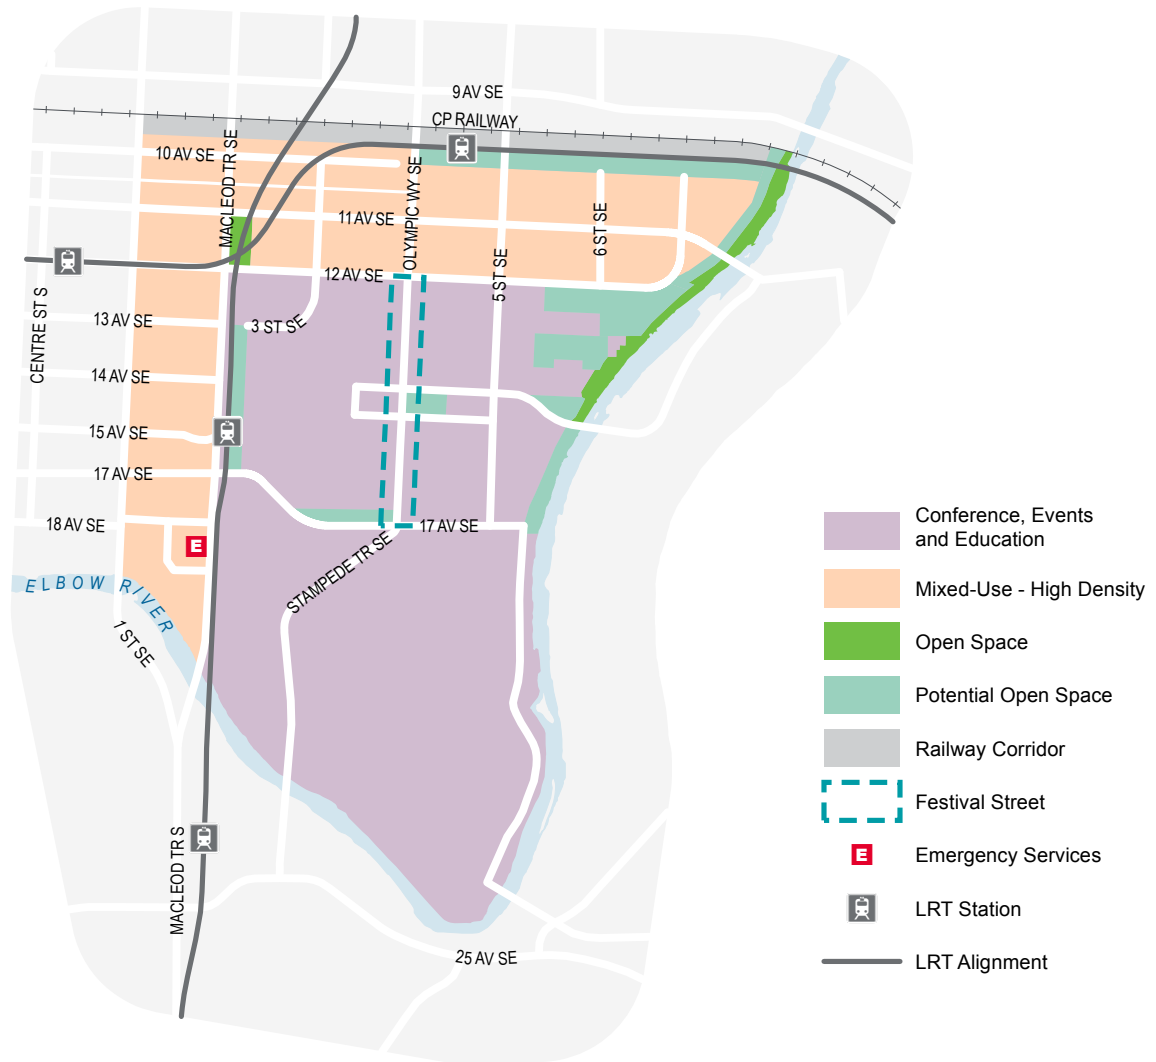 9 AV SE
CP RAILWAY
10 AV SE
MACLEOD TR SE
OLYMPIC WY SE
11 AV SE
6 ST SE
12 AV SE
5 ST SE
CENTRE ST S
13 AV SE
3 ST SE
14 AV SE
15 AV SE
17 AV SE
18 AV SE
17 AV SE
E
STAMPEDE TR SE
ELBOW RIVER
1 ST SE
MACLEOD TR S
25 AV SE
Conference, Events
and Education
Mixed-Use - High Density
Open Space
Potential Open Space
Railway Corridor
Festival Street
E
Emergency Services
LRT Station
LRT Alignment